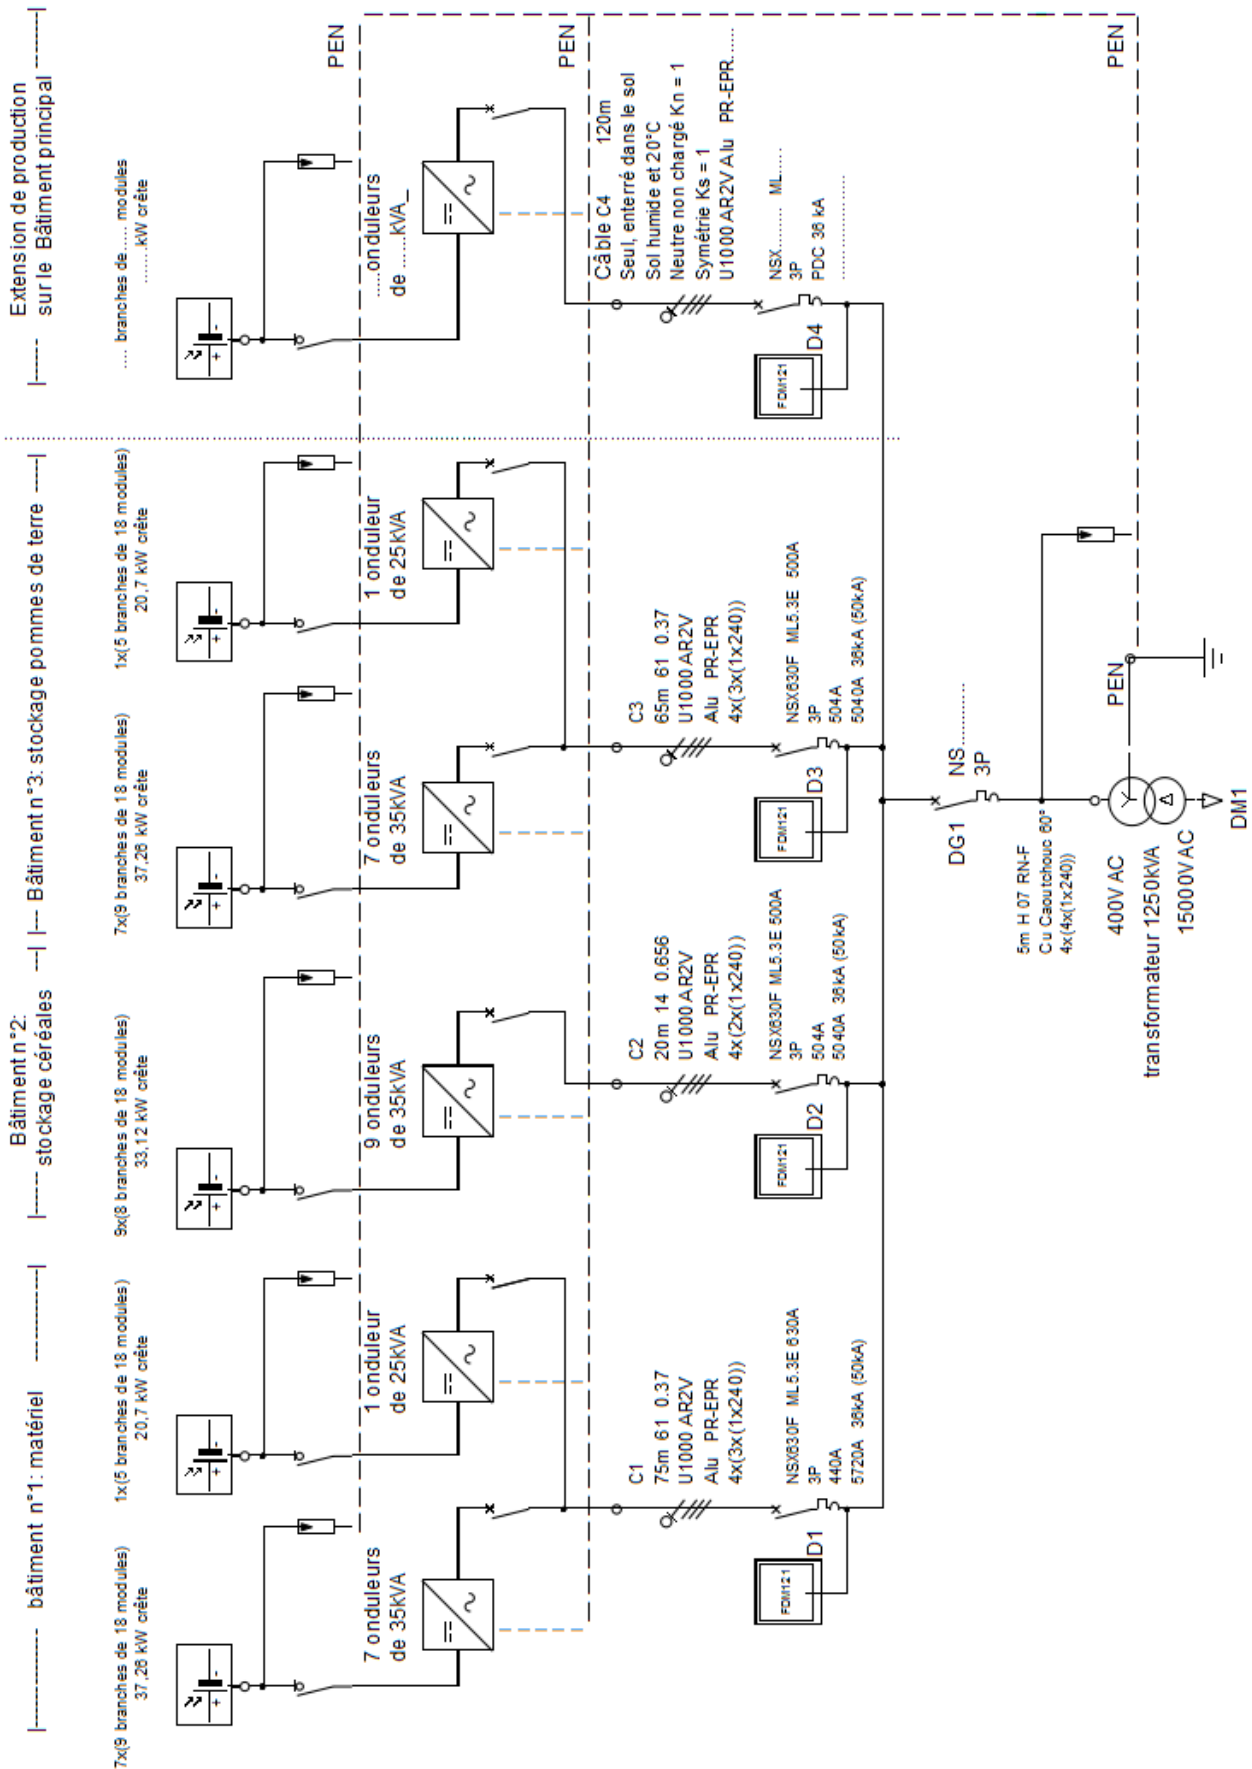 |------------- bâtiment n°1: matériel -------------|
Bâtiment n°2:
|------ stockage céréales ---|
|--- Bâtiment n°3: stockage pommes de terre -----|
Extension de production
|----- sur le Bâtiment principal --------|
7x(9 branches de 18 modules)
37,26 kW crête
1x(5 branches de 18 modules)
20,7 kW crête
9x(8 branches de 18 modules)
33,12 kW crête
7x(9 branches de 18 modules)
37,26 kW crête
1x(5 branches de 18 modules)
20,7 kW crête
.... branches de..... modules
........kW crête
PEN
7 onduleurs
de 35kVA
1 onduleur
de 25kVA
9 onduleurs
de 35kVA
7 onduleurs
de 35kVA
1 onduleur
de 25kVA
.....onduleurs
de ......kVA_
PEN
C1
75m 61 0.37
U1000 AR2V
Alu PR-EPR
4x(3x(1x240))
C2
20m 14 0.656
U1000 AR2V
Alu PR-EPR
4x(2x(1x240))
C3
65m 61 0.37
U1000 AR2V
Alu PR-EPR
4x(3x(1x240))
Câble C4 120m
Seul, enterré dans le sol
Sol humide et 20°C
Neutre non chargé Kn = 1
Symétrie Ks = 1
U1000 AR2V Alu PR-EPR......
FDM121
D1
NSX630F ML5.3E 630A
3P
440A
5720A 36kA (50kA)
FDM121
D2
NSX630F ML5.3E 500A
3P
504A
5040A 36kA (50kA)
FDM121
D3
NSX630F ML5.3E 500A
3P
504A
5040A 36kA (50kA)
FDM121
D4
NSX........ ML......
3P
PDC 36 kA
......................
DG1
NS............
3P
5m H 07 RN-F
Cu Caoutchouc 60°
4x(4x(1x240))
400V AC
transformateur 1250kVA
15000V AC
PEN
PEN
DM1